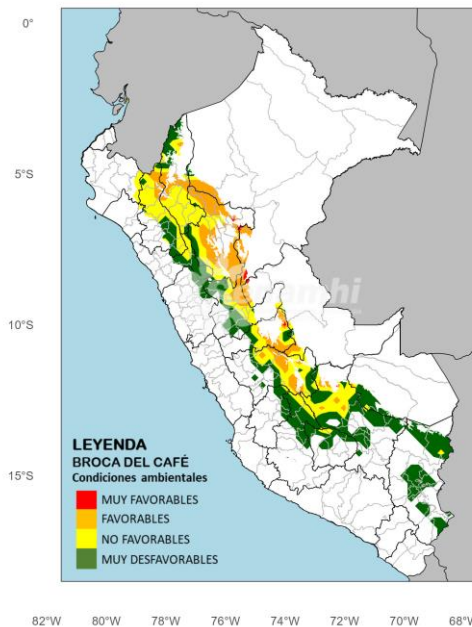 0°
5°S
10°S
15°S
senamhi
LEYENDA
BROCA DEL CAFÉ
Condiciones ambientales
MUY FAVORABLES
FAVORABLES
NO FAVORABLES
MUY DESFAVORABLES
82°W 80°W 78°W 76°W 74°W 72°W 70°W 68°W